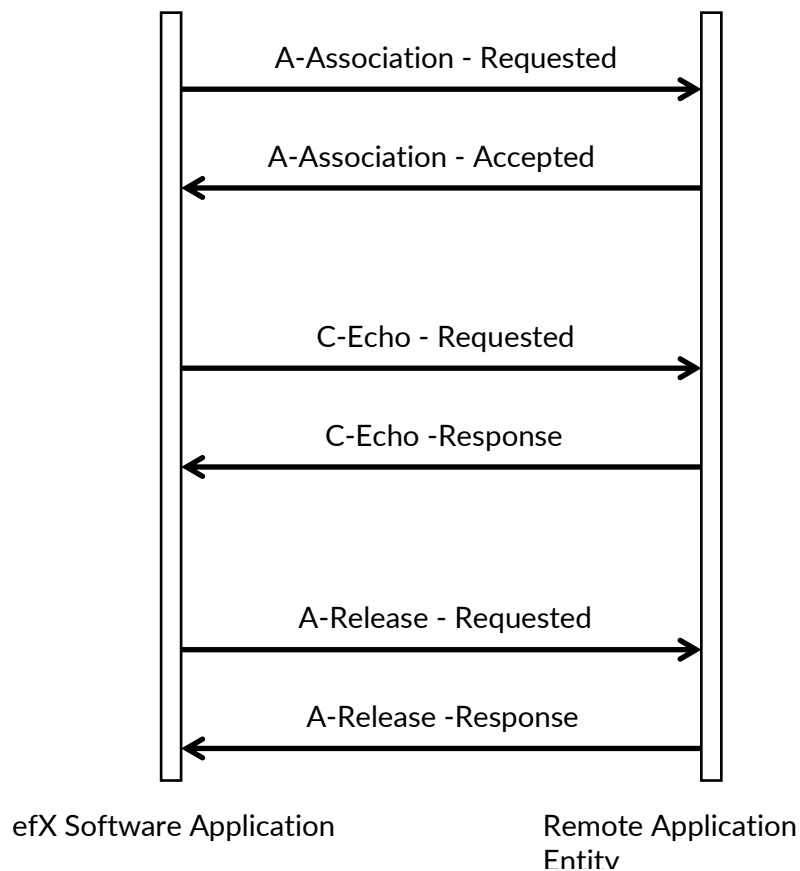 A-Association - Requested
A-Association - Accepted
C-Echo - Requested
C-Echo -Response
A-Release - Requested
A-Release -Response
efX Software Application
Remote Application
Entity